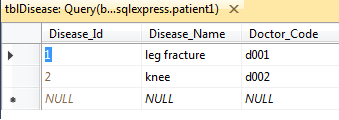 tblDisease: Query(b...sqlexpress.patient1) ×
Disease_Id Disease_Name Doctor_Code
1 leg fracture d001
2 knee d002
NULL NULL NULL